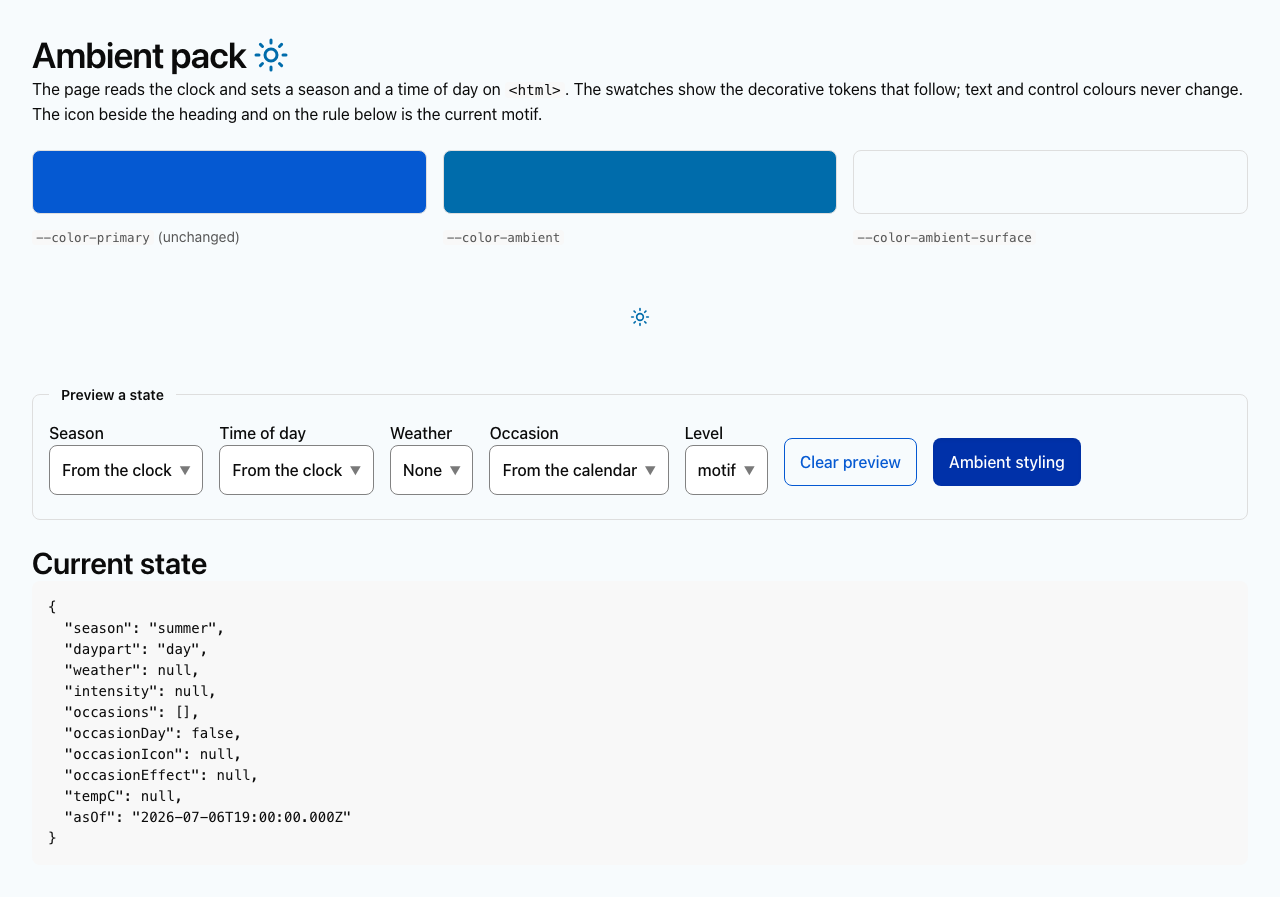 Ambient pack
The page reads the clock and sets a season and a time of day on <html>. The swatches show the decorative tokens that follow; text and control colours never change.
The icon beside the heading and on the rule below is the current motif.
--color-primary (unchanged)
--color-ambient
--color-ambient-surface
Preview a state
Season
Time of day
Weather
Occasion
Level
From the clock
From the clock
None
From the calendar
motif
Clear preview
Ambient styling
Current state
{
  "season": "summer",
  "daypart": "day",
  "weather": null,
  "intensity": null,
  "occasions": [],
  "occasionDay": false,
  "occasionIcon": null,
  "occasionEffect": null,
  "tempC": null,
  "asOf": "2026-07-06T19:00:00.000Z"
}